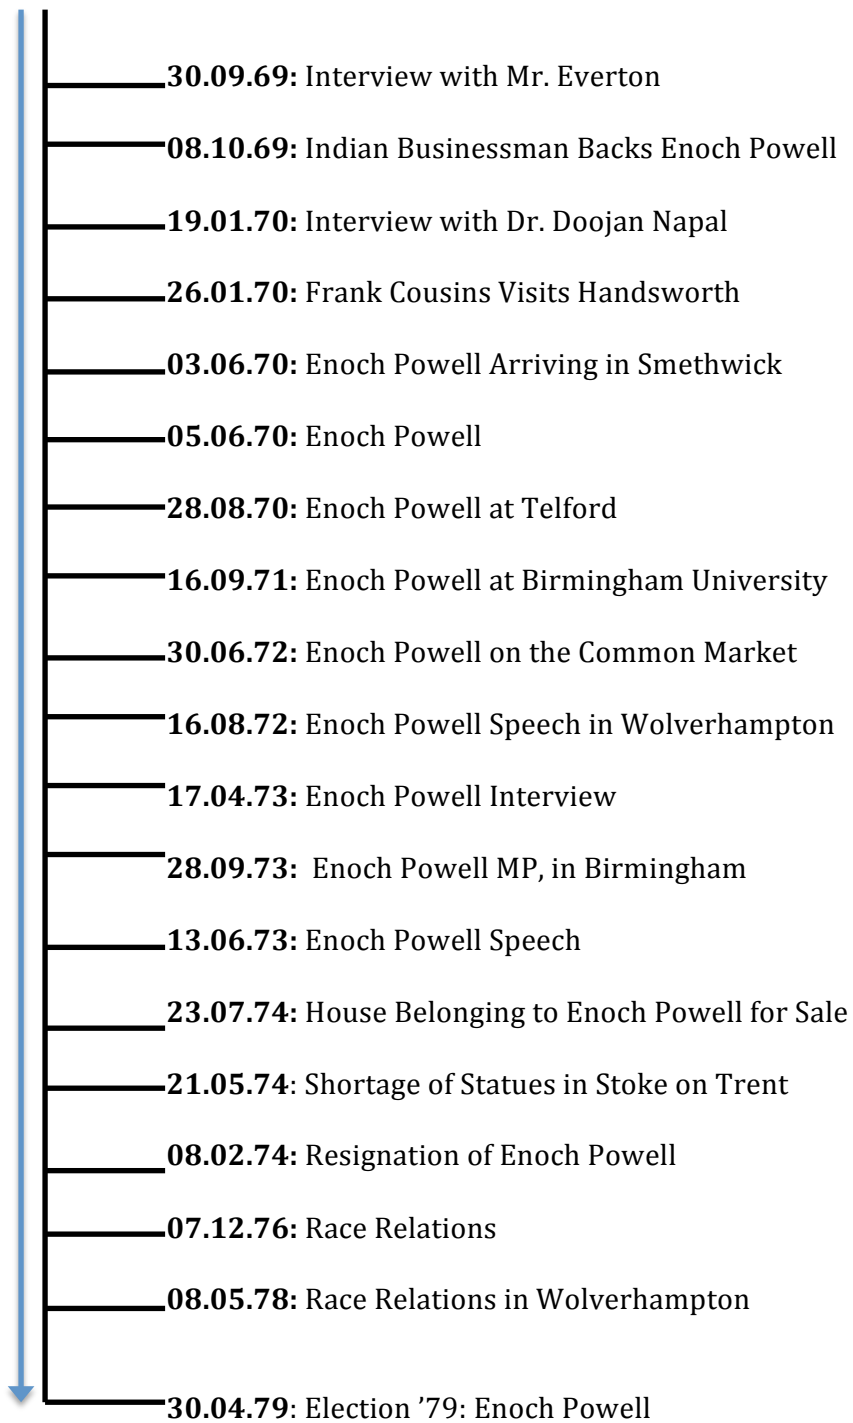 30.09.69: Interview with Mr. Everton
08.10.69: Indian Businessman Backs Enoch Powell
19.01.70: Interview with Dr. Doojan Napal
26.01.70: Frank Cousins Visits Handsworth
03.06.70: Enoch Powell Arriving in Smethwick
05.06.70: Enoch Powell
28.08.70: Enoch Powell at Telford
16.09.71: Enoch Powell at Birmingham University
30.06.72: Enoch Powell on the Common Market
16.08.72: Enoch Powell Speech in Wolverhampton
17.04.73: Enoch Powell Interview
28.09.73:  Enoch Powell MP, in Birmingham
13.06.73: Enoch Powell Speech
23.07.74: House Belonging to Enoch Powell for Sale
21.05.74: Shortage of Statues in Stoke on Trent
08.02.74: Resignation of Enoch Powell
07.12.76: Race Relations
08.05.78: Race Relations in Wolverhampton
30.04.79: Election ’79: Enoch Powell